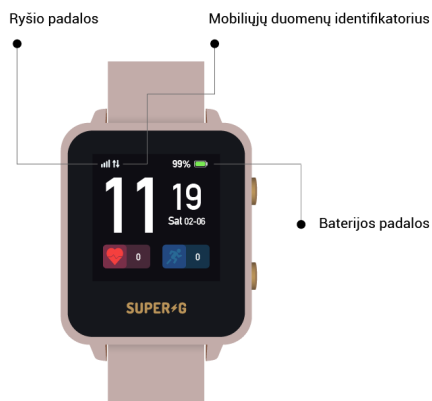 Ryšio padalos
Mobiliųjų duomenų identifikatorius
99%
11
19
Sat 02-06
0
0
Baterijos padalos
SUPER⚡G